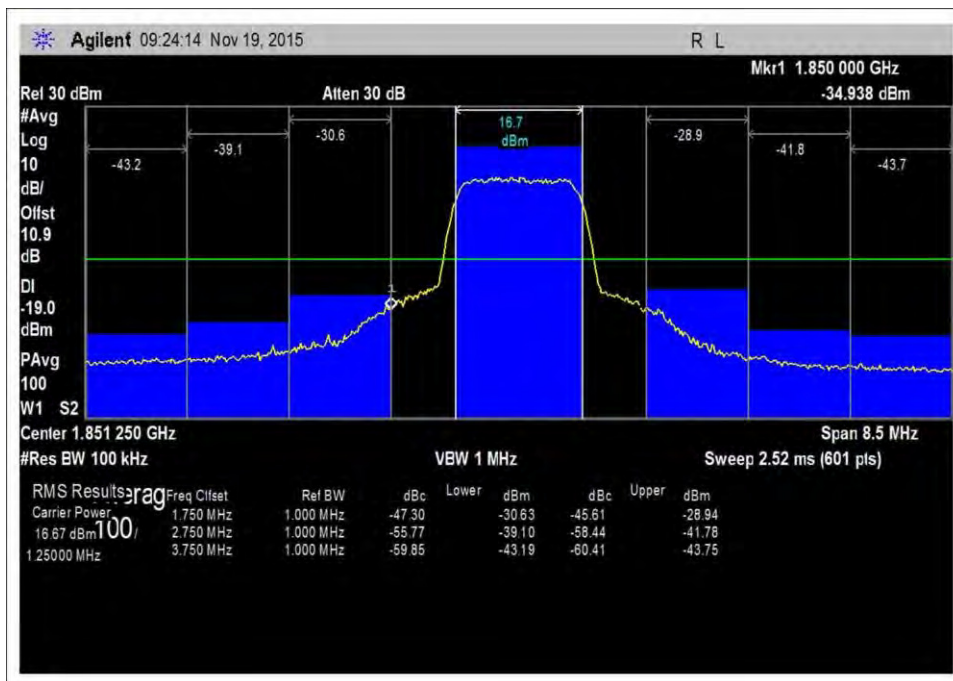 Agilent 09:24:14 Nov 19, 2015 R L
Mkr1 1.850 000 GHz
Rel 30 dBm Atten 30 dB -34.938 dBm
#Avg
Log
10
dB/
Offst
10.9
dB
DI
-19.0
dBm
PAvg
100
W1 S2
-43.2
-39.1
-30.6
16.7
dBm
-28.9
-41.8
-43.7
1
Center 1.851 250 GHz Span 8.5 MHz
#Res BW 100 kHz VBW 1 MHz Sweep 2.52 ms (601 pts)
RMS Results Freq Offset Ref BW dBc Lower dBm dBc Upper dBm
Carrier Power 1.750 MHz 1.000 MHz -47.30 -30.63 -45.61 -28.94
16.67 dBm 100/ 2.750 MHz 1.000 MHz -55.77 -39.10 -58.44 -41.78
1.25000 MHz 3.750 MHz 1.000 MHz -59.85 -43.19 -60.41 -43.75